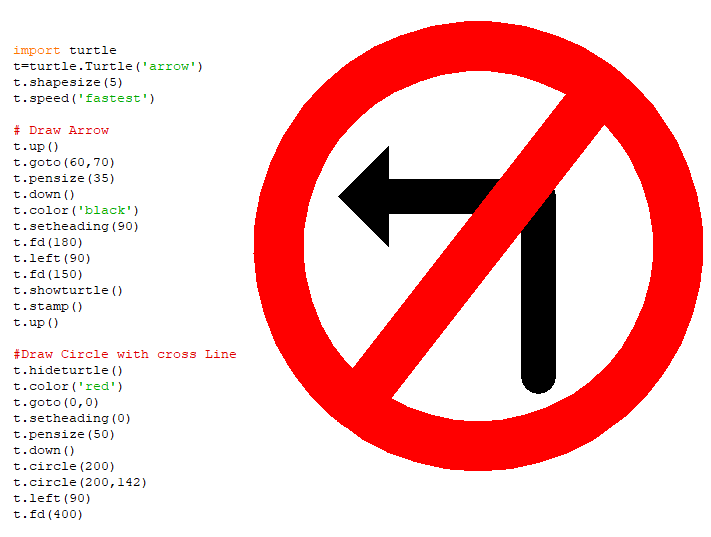 import turtle
t=turtle.Turtle('arrow')
t.shapesize(5)
t.speed('fastest')
# Draw Arrow
t.up()
t.goto(60,70)
t.pensize(35)
t.down()
t.color('black')
t.setheading(90)
t.fd(180)
t.left(90)
t.fd(150)
t.showturtle()
t.stamp()
t.up()
#Draw Circle with cross Line
t.hideturtle()
t.color('red')
t.goto(0,0)
t.setheading(0)
t.pensize(50)
t.down()
t.circle(200)
t.circle(200,142)
t.left(90)
t.fd(400)